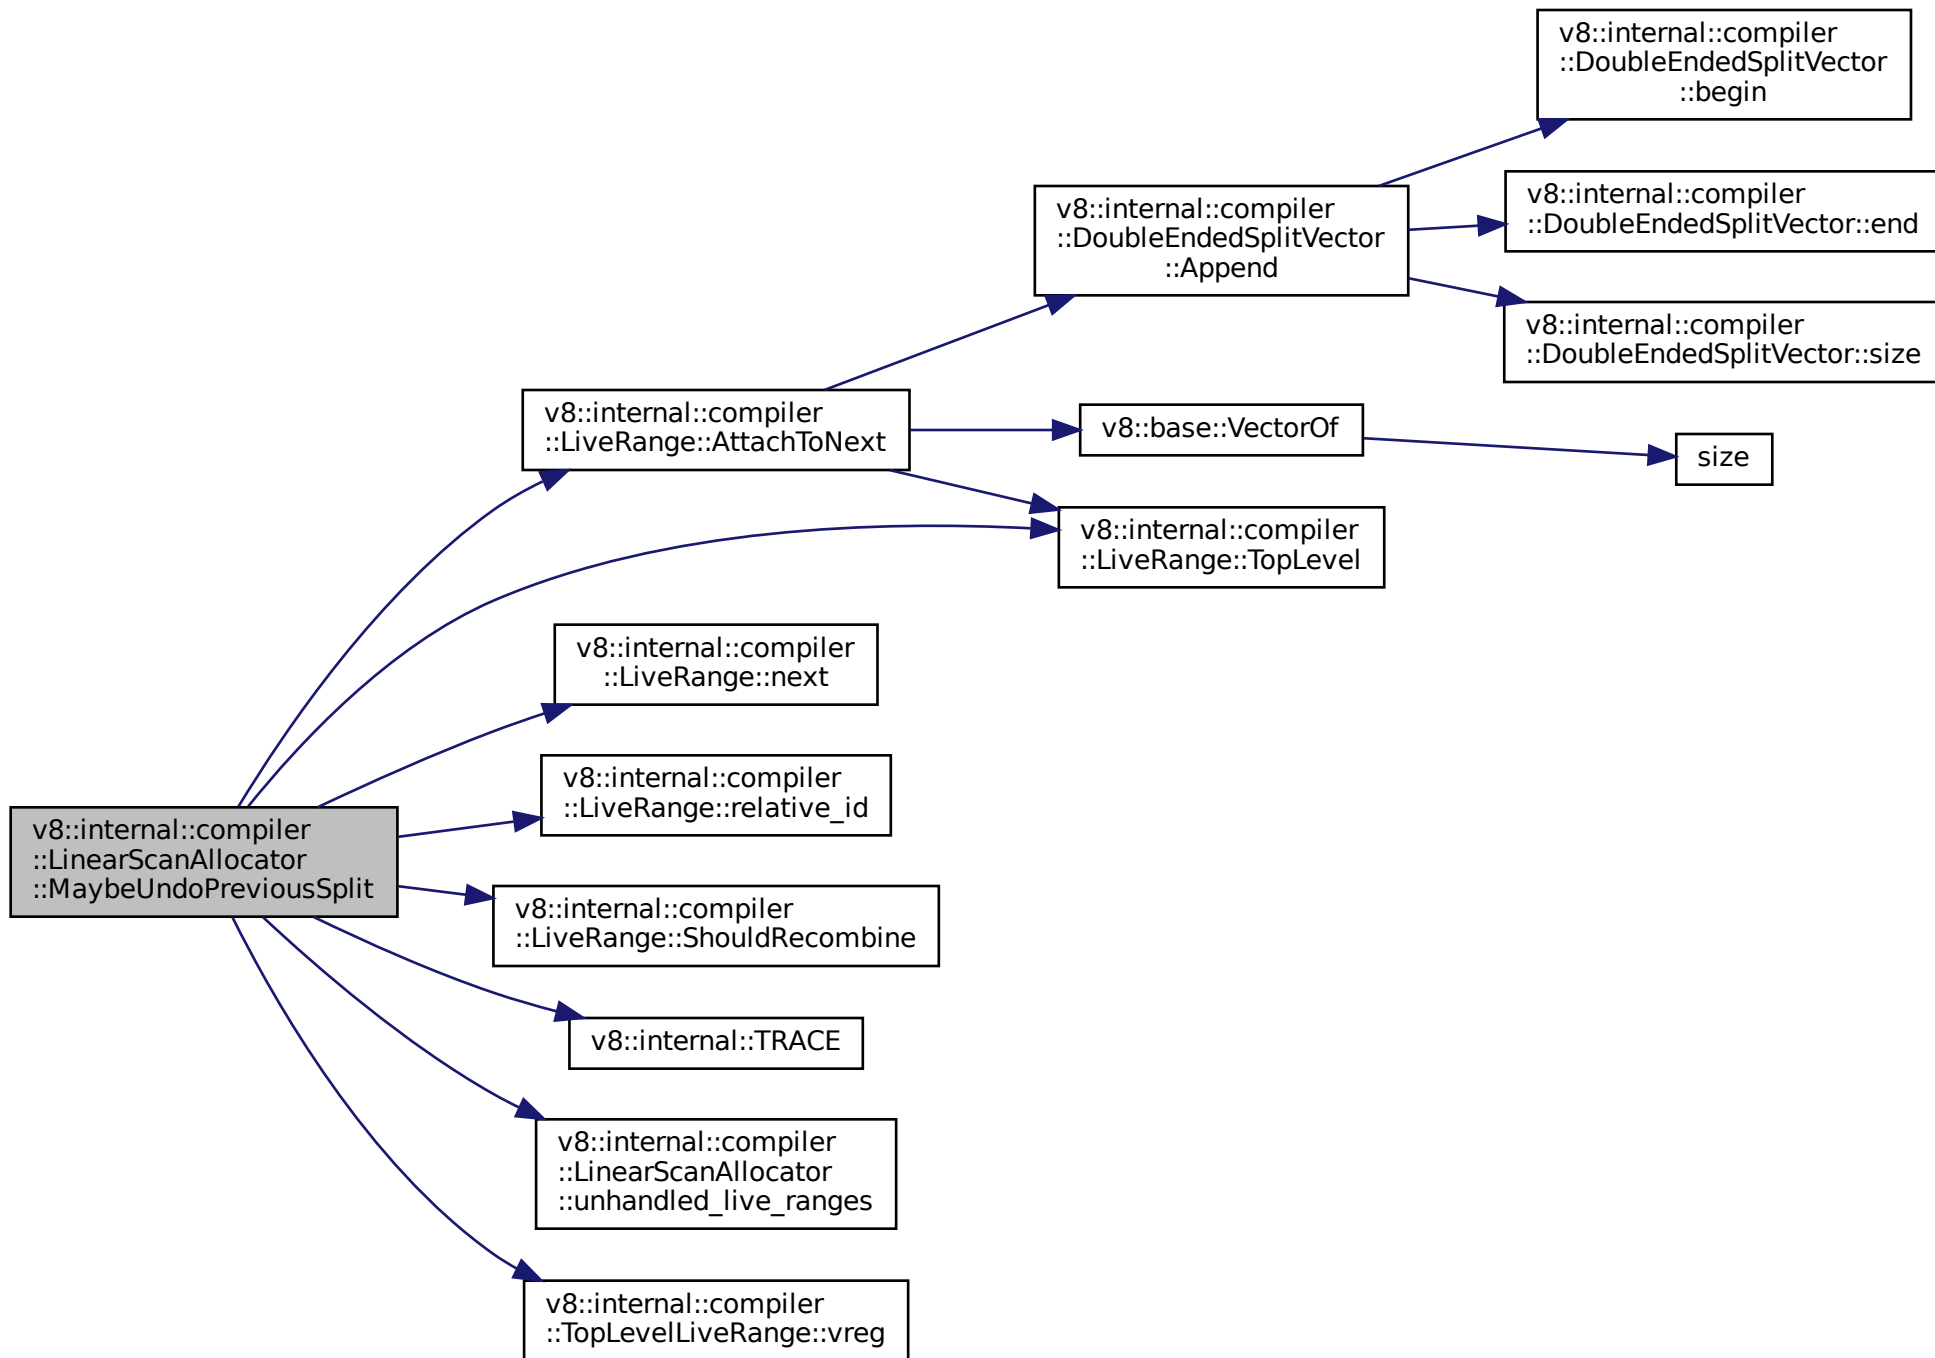 v8::internal::compiler
::DoubleEndedSplitVector
::begin
v8::internal::compiler
::DoubleEndedSplitVector::end
v8::internal::compiler
::DoubleEndedSplitVector
::Append
v8::internal::compiler
::DoubleEndedSplitVector::size
v8::internal::compiler
::LiveRange::AttachToNext
v8::base::VectorOf
size
v8::internal::compiler
::LiveRange::TopLevel
v8::internal::compiler
::LiveRange::next
v8::internal::compiler
::LiveRange::relative_id
v8::internal::compiler
::LinearScanAllocator
::MaybeUndoPreviousSplit
v8::internal::compiler
::LiveRange::ShouldRecombine
v8::internal::TRACE
v8::internal::compiler
::LinearScanAllocator
::unhandled_live_ranges
v8::internal::compiler
::TopLevelLiveRange::vreg